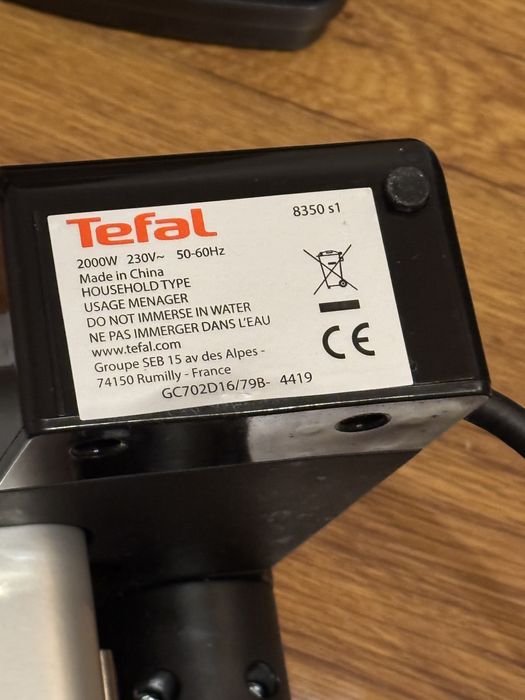 Tefal
8350 s1
2000W 230V~ 50-60Hz
Made in China
HOUSEHOLD TYPE
USAGE MENAGER
DO NOT IMMERSE IN WATER
NE PAS IMMERGER DANS L'EAU
www.tefal.com
Groupe SEB 15 av des Alpes -
74150 Rumilly - France
GC702D16/79B- 4419
CE